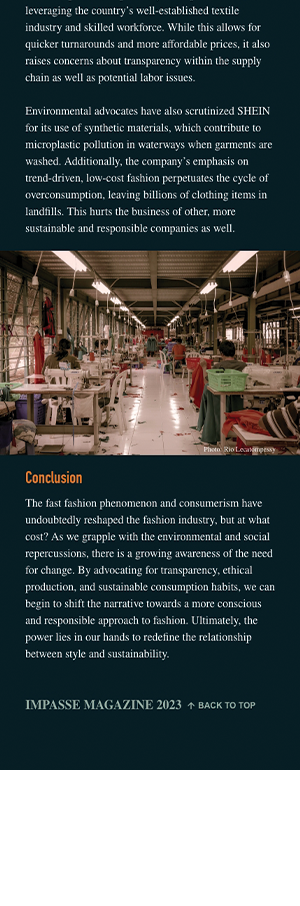 leveraging the country's well-established textile
industry and skilled workforce. While this allows for
quicker turnarounds and more affordable prices, it also
raises concerns about transparency within the supply
chain as well as potential labor issues.
Environmental advocates have also scrutinized SHEIN
for its use of synthetic materials, which contribute to
microplastic pollution in waterways when garments are
washed. Additionally, the company's emphasis on
trend-driven, low-cost fashion perpetuates the cycle of
overconsumption, leaving billions of clothing items in
landfills. This hurts the business of other, more
sustainable and responsible companies as well.
Photo: Rio Lecatompessy
Conclusion
The fast fashion phenomenon and consumerism have
undoubtedly reshaped the fashion industry, but at what
cost? As we grapple with the environmental and social
repercussions, there is a growing awareness of the need
for change. By advocating for transparency, ethical
production, and sustainable consumption habits, we can
begin to shift the narrative towards a more conscious
and responsible approach to fashion. Ultimately, the
power lies in our hands to redefine the relationship
between style and sustainability.
IMPASSE MAGAZINE 2023 ↑ BACK TO TOP